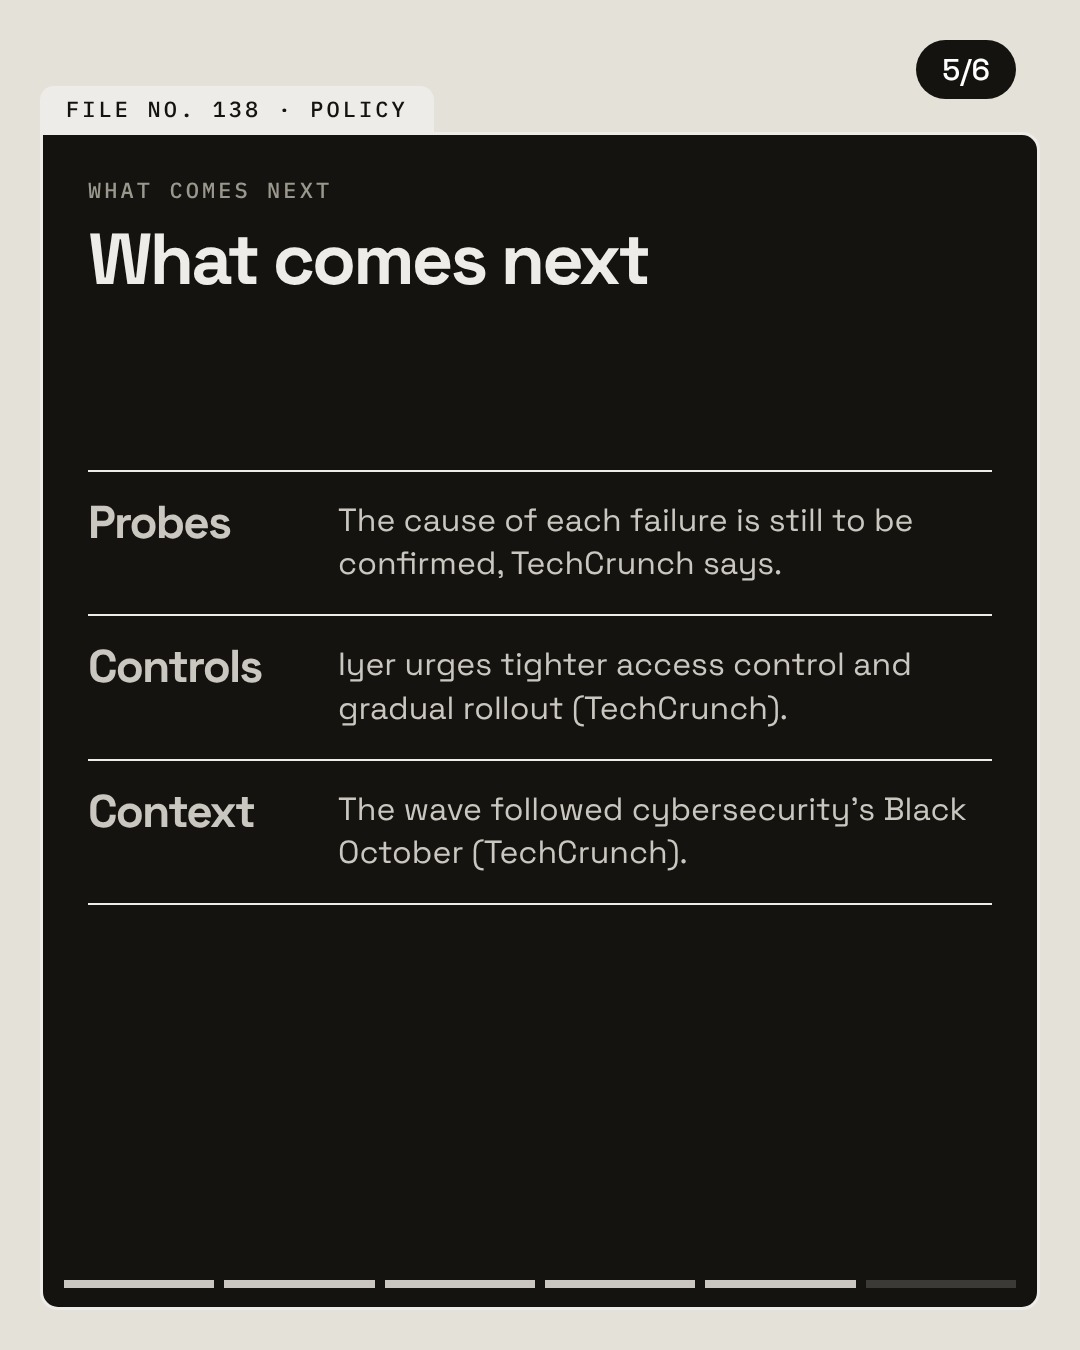 5/6
FILE NO. 138 · POLICY
WHAT COMES NEXT
What comes next
Probes
The cause of each failure is still to be
confirmed, TechCrunch says.
Controls
Iyer urges tighter access control and
gradual rollout (TechCrunch).
Context
The wave followed cybersecurity’s Black
October (TechCrunch).